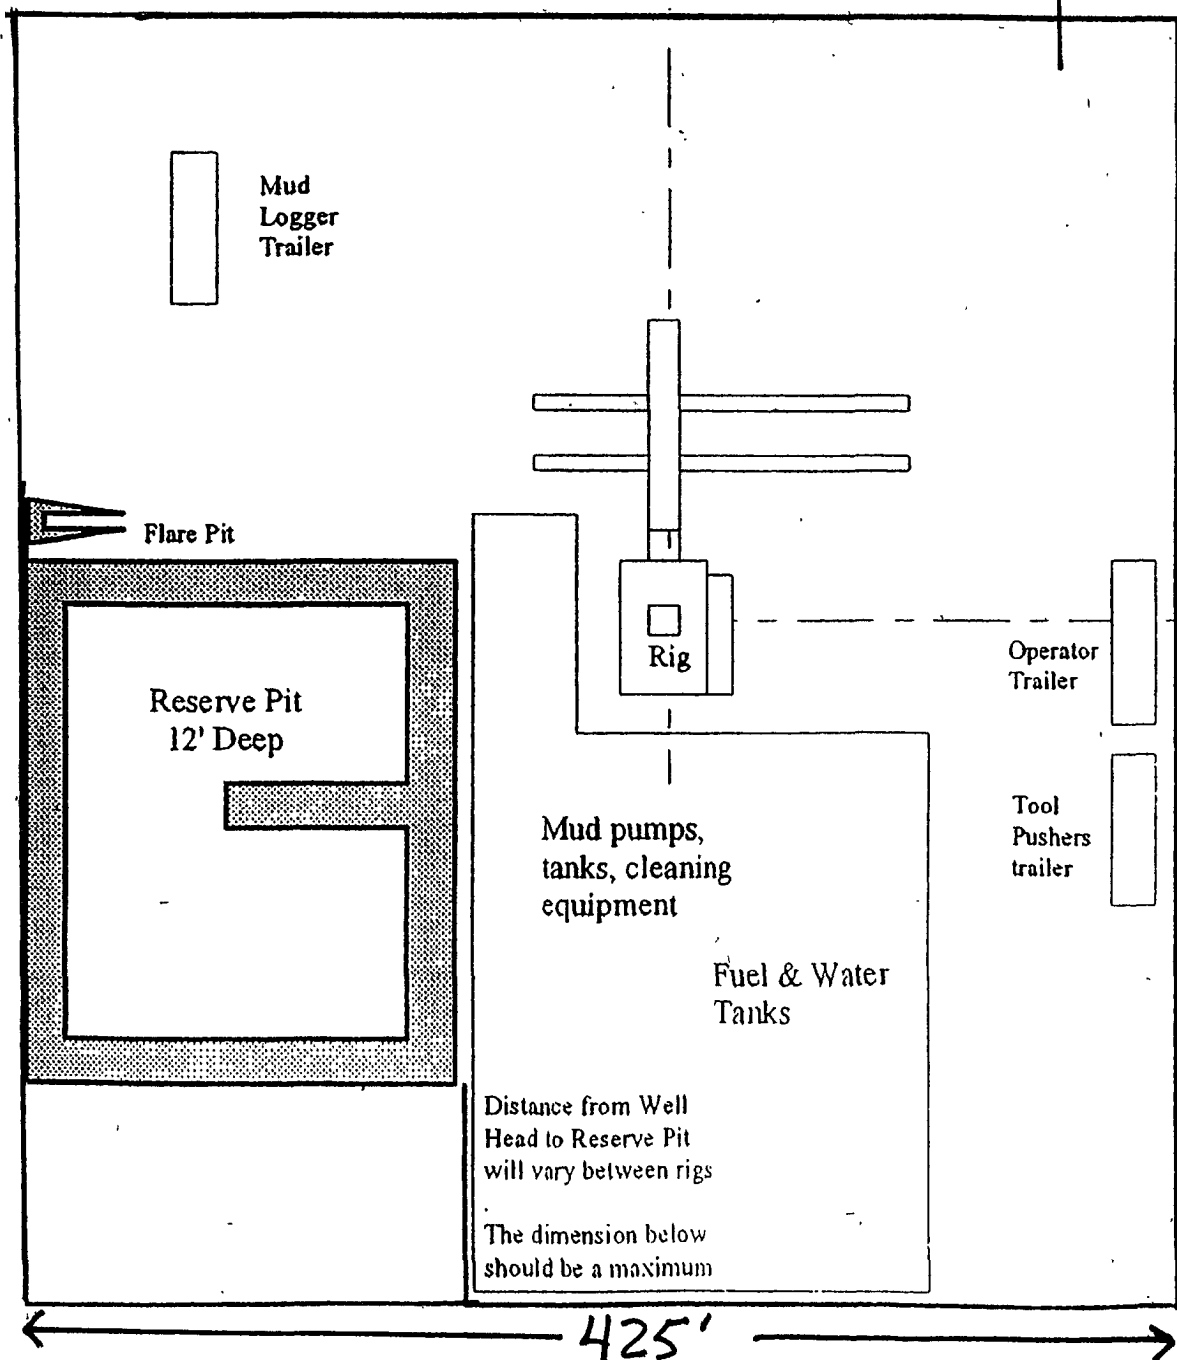 Mud
Logger
Trailer
Flare Pit
Rig
Operator
Trailer
Reserve Pit
12' Deep
Tool
Pushers
trailer
Mud pumps,
tanks, cleaning
equipment
Fuel & Water
Tanks
Distance from Well
Head to Reserve Pit
will vary between rigs
The dimension below
should be a maximum
425'